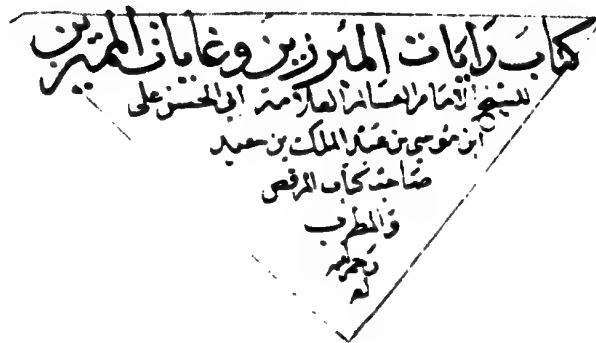 كتاب رايات المبرزين وغايات المميزين
للشيخ الامام العالم العلامة ابي الحسن على
ابن موسى بن عبد الملك بن سعيد
صاحب كتاب المرقص
والمطرب
رحمه الله